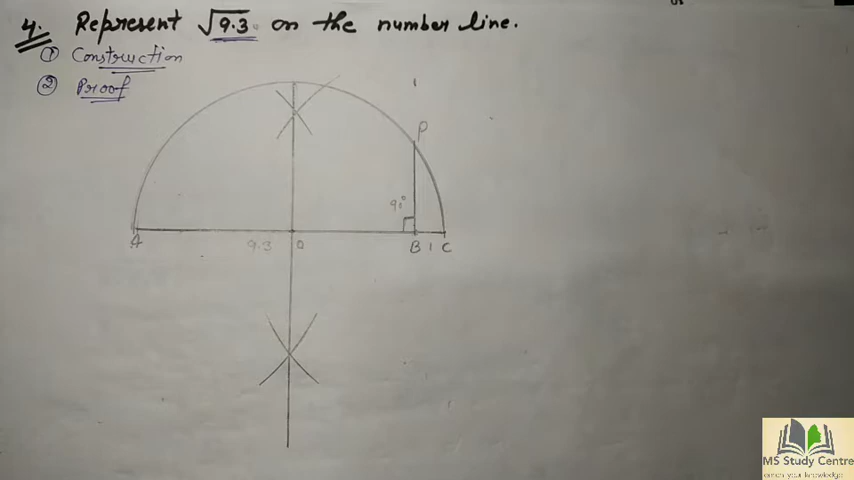 4. Represent √9.3 on the number line.
① Construction
② Proof
P
90°
A 9.3 O B 1 C
MS Study Centre